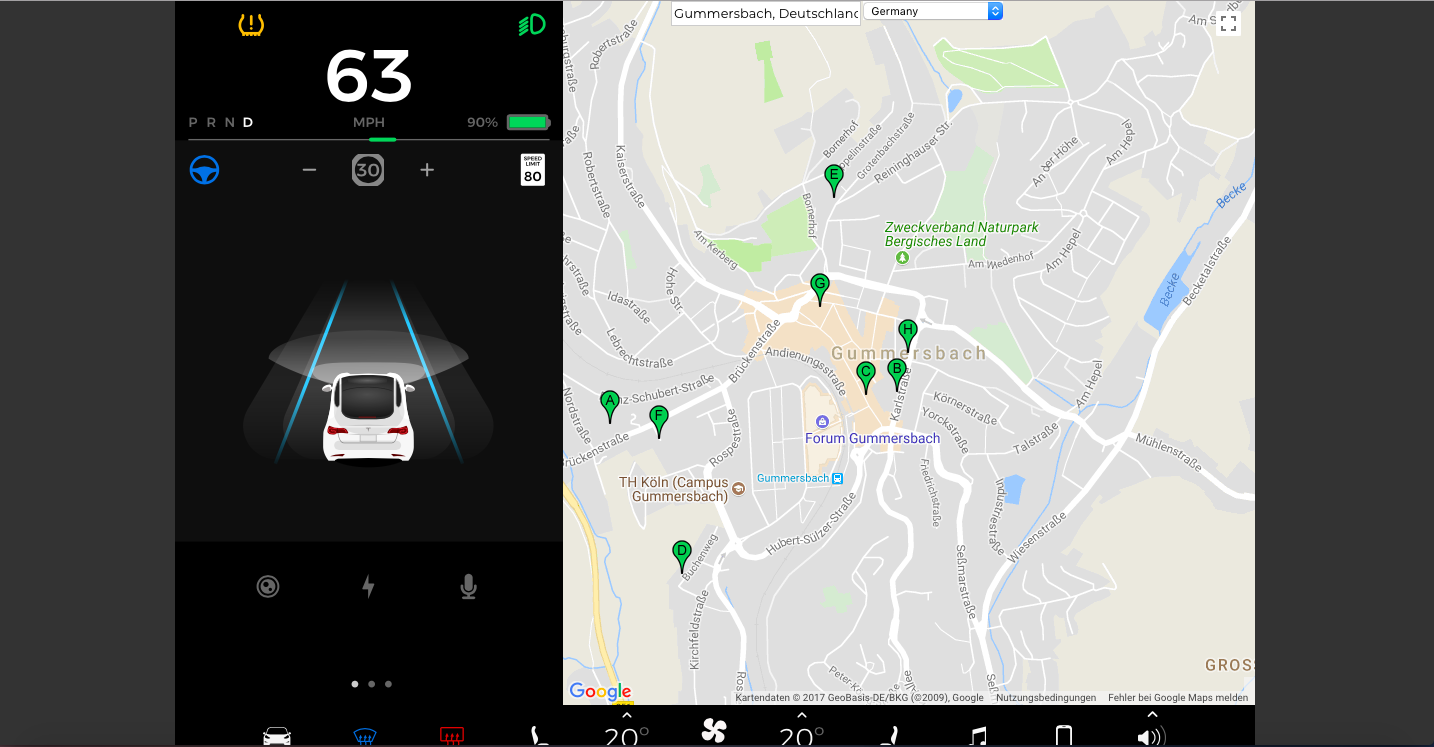 63
P R N D
MPH
90%
30
SPEED
LIMIT
80
Gummersbach, Deutschland
Germany
Robertstraße
Kaiserstraße
Robertstraße
Bornerhof
Grotenbachstraße
Reininghauser Str.
An der Höhe
Am Hepel
Becke
E
Bornerhof
Zweckverband Naturpark
Bergisches Land
Am Kerberg
Am Wedenhof
Am Hepel
Becke
Becketalstraße
Hohe Str.
Idastraße
G
H
Gummersbach
Lebrechtstraße
Brückenstraße
Andienungsstraße
C
B
Karlstraße
Am Hepel
A
F
Nordstraße
Körnerstraße
Yorckstraße
Talstraße
Mühlenstraße
Forum Gummersbach
Rospestraße
Gummersbach
TH Köln (Campus
Gummersbach)
Friedrichstraße
Industriestraße
Wiesenstraße
Hubert-Sülzer-Straße
D
Buchenweg
Seßmarstraße
Kirchfeldstraße
GROSS
Google
Kartendaten © 2017 GeoBasis-DE/BKG (©2009), Google
Nutzungsbedingungen
Fehler bei Google Maps melden
20°
20°